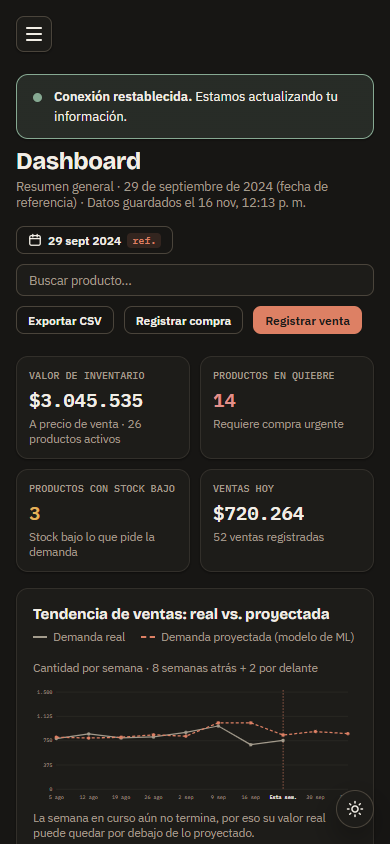 Conexión restablecida. Estamos actualizando tu
información.
Dashboard
Resumen general · 29 de septiembre de 2024 (fecha de
referencia) · Datos guardados el 16 nov, 12:13 p. m.
29 sept 2024 ref.
Buscar producto...
Exportar CSV Registrar compra Registrar venta
VALOR DE INVENTARIO
$3.045.535
A precio de venta · 26
productos activos
PRODUCTOS EN QUIEBRE
14
Requiere compra urgente
PRODUCTOS CON STOCK BAJO
3
Stock bajo lo que pide la
demanda
VENTAS HOY
$720.264
52 ventas registradas
Tendencia de ventas: real vs. proyectada
Demanda real Demanda proyectada (modelo de ML)
Cantidad por semana · 8 semanas atrás + 2 por delante
1.500
1.125
750
375
0
5 ago 12 ago 19 ago 26 ago 2 sep 9 sep 16 sep Esta sem. 30 sep
La semana en curso aún no termina, por eso su valor real
puede quedar por debajo de lo proyectado.